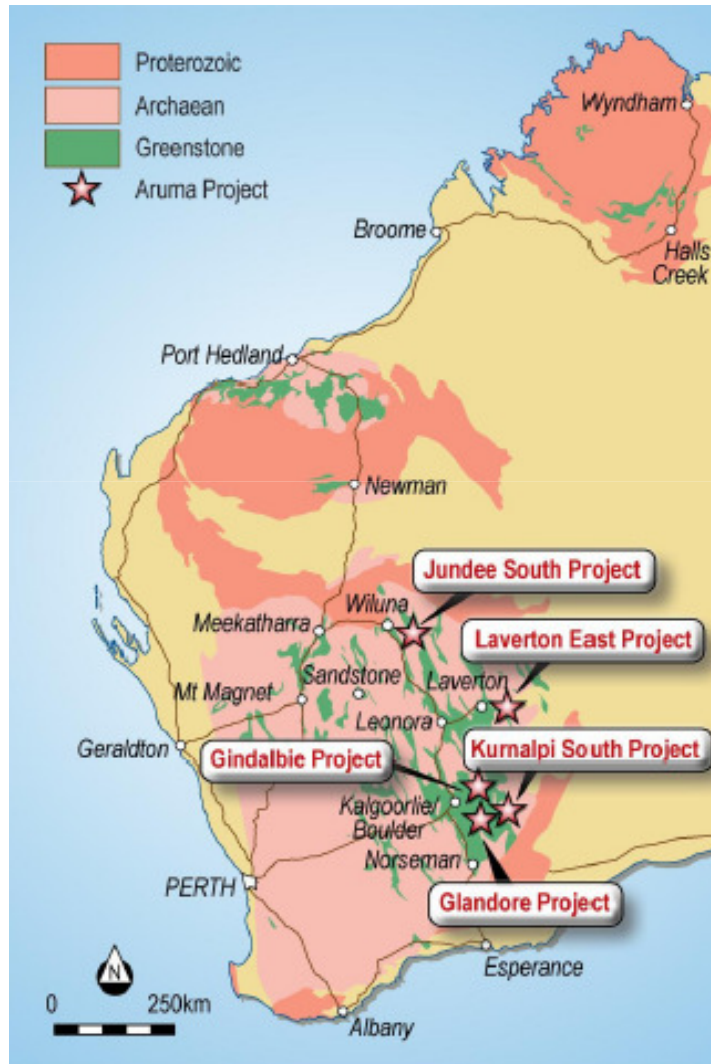 Proterozoic
Archaean
Greenstone
Aruma Project
Wyndham
Broome
Halls
Creek
Port Hedland
Newman
Jundee South Project
Wiluna
Meekatharra
Laverton East Project
Sandstone
Laverton
Mt Magnet
Leonora
Geraldton
Gindalbie Project
Kurnalpi South Project
Kalgoorlie/
Boulder
Norseman
PERTH
Glandore Project
Esperance
N
0 250km
Albany